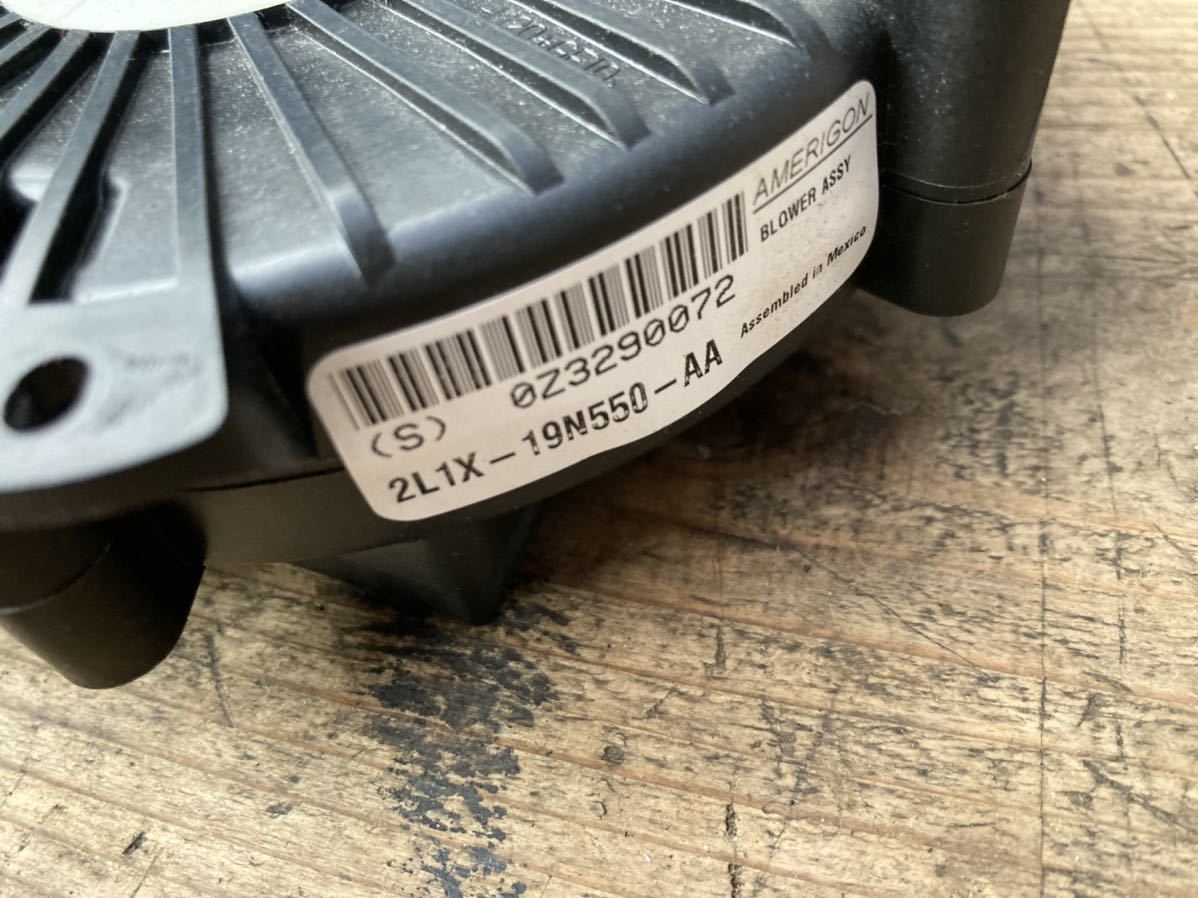 AMERIGON
BLOWER ASSY
Assembled in Mexico
(S) 0Z3290072
2L1X-19N550-AA